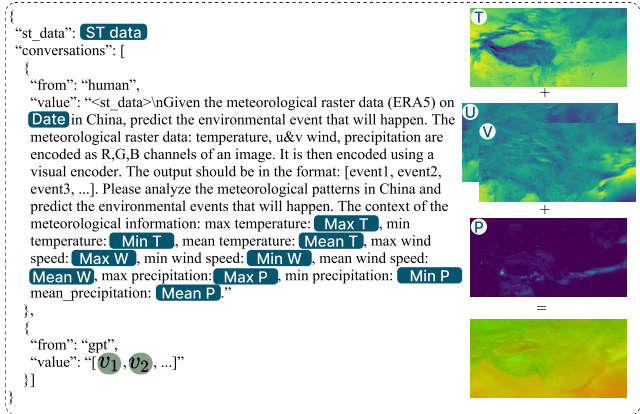 {
“st_data”: ST data
“conversations”: [
{
“from”: “human”,
“value”: “<st_data>\nGiven the meteorological raster data (ERA5) on
Date in China, predict the environmental event that will happen. The
meteorological raster data: temperature, u&v wind, precipitation are
encoded as R,G,B channels of an image. It is then encoded using a
visual encoder. The output should be in the format: [event1, event2,
event3, ...]. Please analyze the meteorological patterns in China and
predict the environmental events that will happen. The context of the
meteorological information: max temperature: Max T, min
temperature: Min T, mean temperature: Mean T, max wind
speed: Max W, min wind speed: Min W, mean wind speed:
Mean W, max precipitation: Max P, min precipitation: Min P
mean_precipitation: Mean P.”
},
{
“from”: “gpt”,
“value”: “[v1, v2, ...]”
}]
}
T
+
U
V
+
P
=